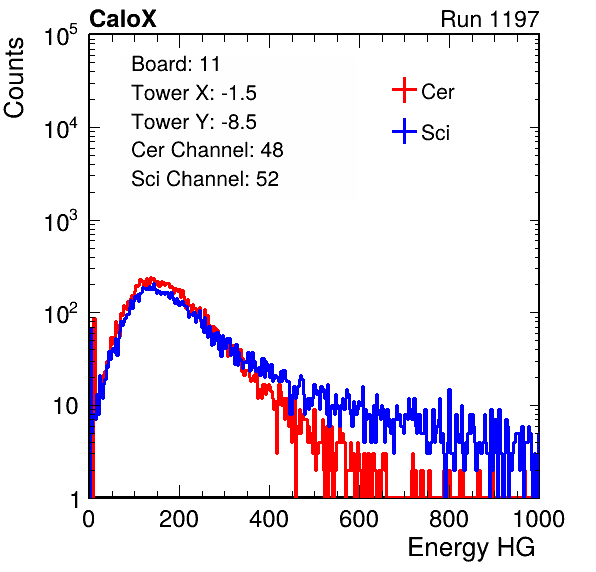 CaloX Run 1197
Counts
Board: 11
Tower X: -1.5
Tower Y: -8.5
Cer Channel: 48
Sci Channel: 52
Cer
Sci
10^5
10^4
10^3
10^2
10
1
0 200 400 600 800 1000
Energy HG